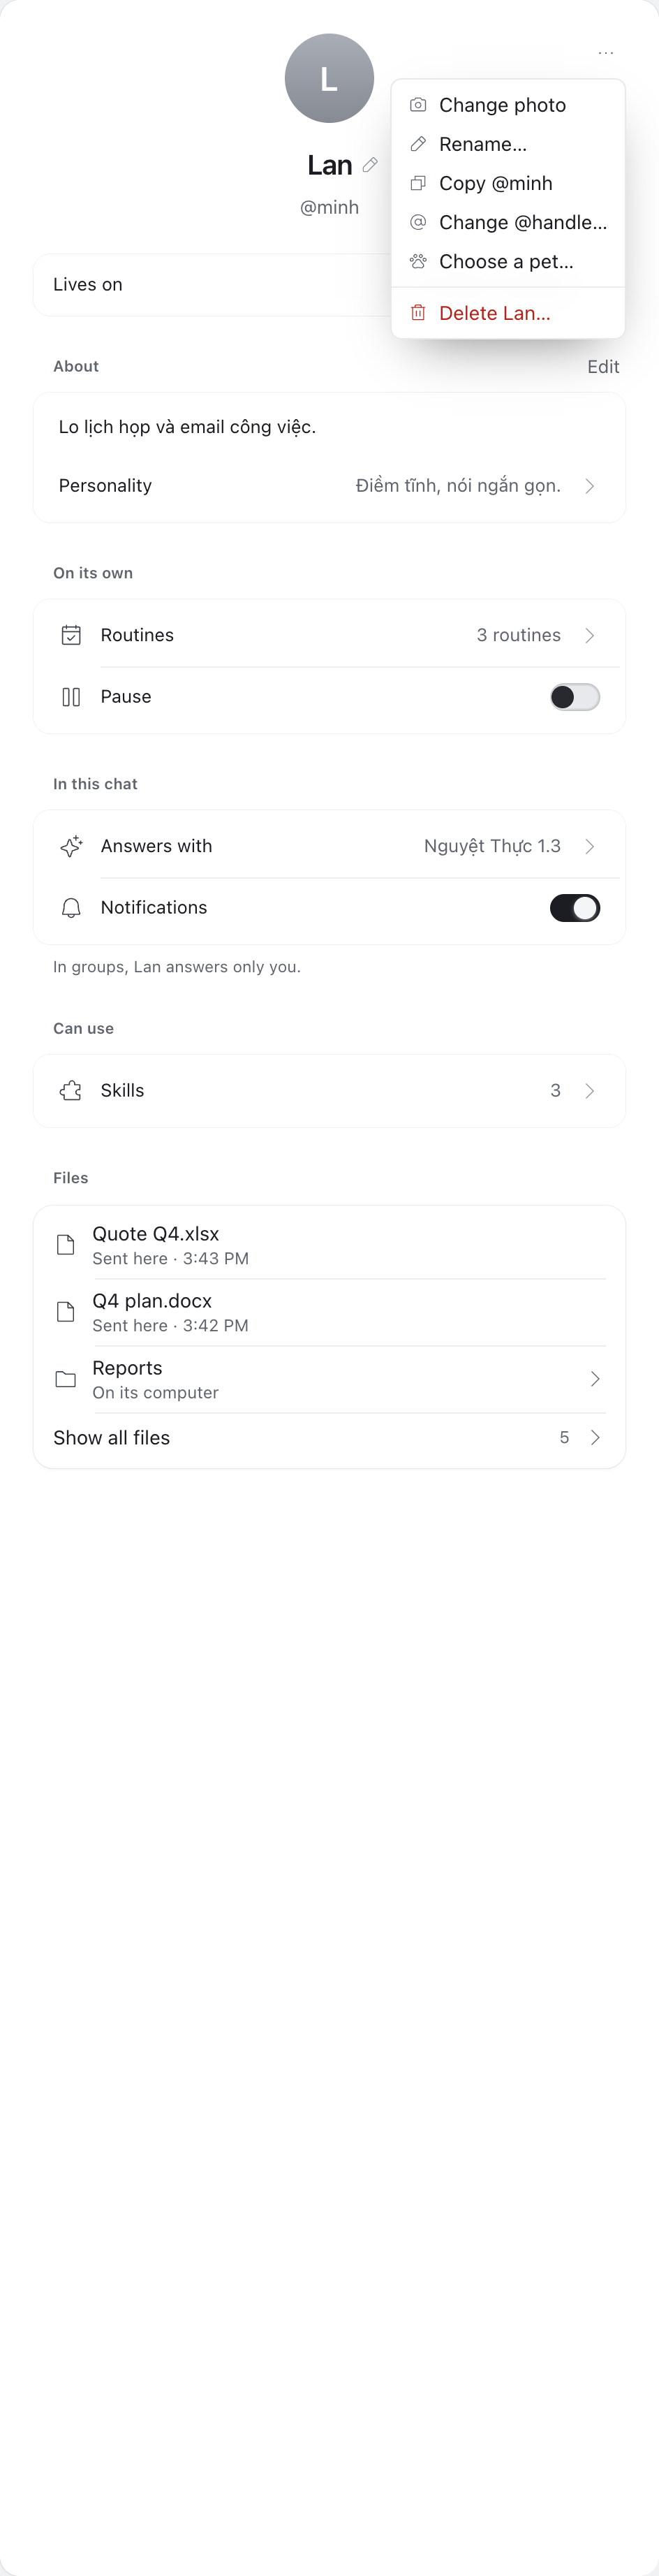 ...
L
Lan
@minh
Change photo
Rename...
Copy @minh
Change @handle...
Choose a pet...
Delete Lan...
Lives on
About
Edit
Lo lịch họp và email công việc.
Personality
Điềm tĩnh, nói ngắn gọn.
On its own
Routines
3 routines
Pause
In this chat
Answers with
Nguyệt Thực 1.3
Notifications
In groups, Lan answers only you.
Can use
Skills
3
Files
Quote Q4.xlsx
Sent here · 3:43 PM
Q4 plan.docx
Sent here · 3:42 PM
Reports
On its computer
Show all files
5